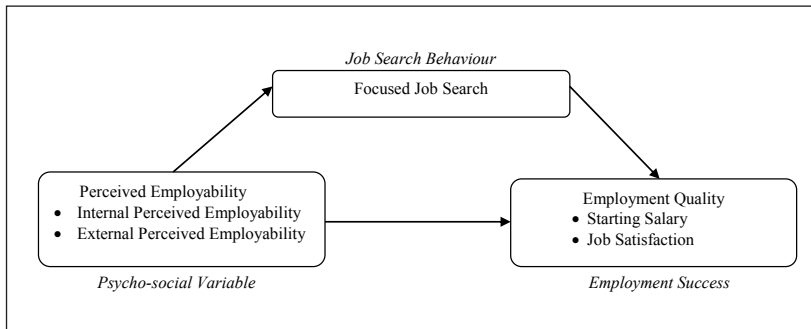 Job Search Behaviour
Focused Job Search
Perceived Employability
• Internal Perceived Employability
• External Perceived Employability
Psycho-social Variable
Employment Quality
• Starting Salary
• Job Satisfaction
Employment Success